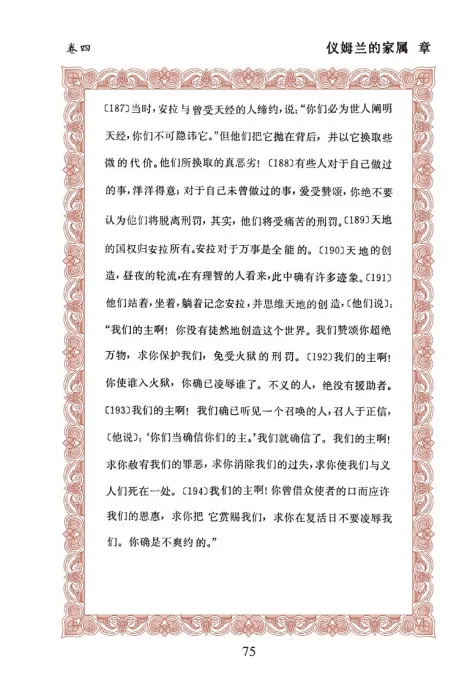 卷四
仪姆兰的家属 章
〔187〕当时，安拉与曾受天经的人缔约，说：“你们必为世人阐明
天经，你们不可隐讳它。”但他们把它抛在背后，并以它换取些
微的代价。他们所换取的真恶劣！〔188〕有些人对于自己做过
的事，洋洋得意；对于自己未曾做过的事，爱受赞颂，你绝不要
认为他们将脱离刑罚，其实，他们将受痛苦的刑罚。〔189〕天地
的国权归安拉所有。安拉对于万事是全能的。〔190〕天地的创
造，昼夜的轮流，在有理智的人看来，此中确有许多迹象。〔191〕
他们站着，坐着，躺着记念安拉，并思维天地的创造，〔他们说〕：
“我们的主啊！你没有徒然地创造这个世界。我们赞颂你超绝
万物，求你保护我们，免受火狱的刑罚。〔192〕我们的主啊！
你使谁入火狱，你确已凌辱谁了。不义的人，绝没有援助者。
〔193〕我们的主啊！我们确已听见一个召唤的人，召人于正信，
〔他说〕：‘你们当确信你们的主。’我们就确信了。我们的主啊！
求你赦宥我们的罪恶，求你消除我们的过失，求你使我们与义
人们死在一处。〔194〕我们的主啊！你曾借众使者的口而应许
我们的恩惠，求你把 它赏赐我们，求你在复活日不要凌辱我
们。你确是不爽约的。”
75